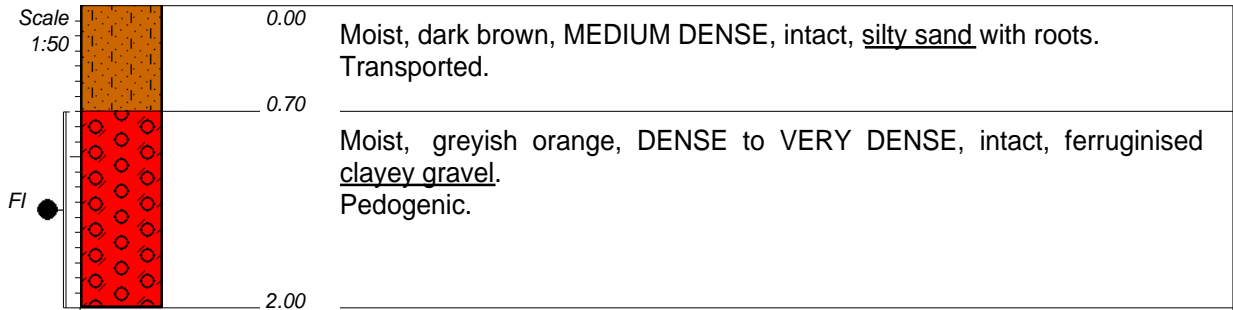 Scale
1:50
0.00
Moist, dark brown, MEDIUM DENSE, intact, silty sand with roots.
Transported.
0.70
Moist, greyish orange, DENSE to VERY DENSE, intact, ferruginised
clayey gravel.
Pedogenic.
FI
2.00